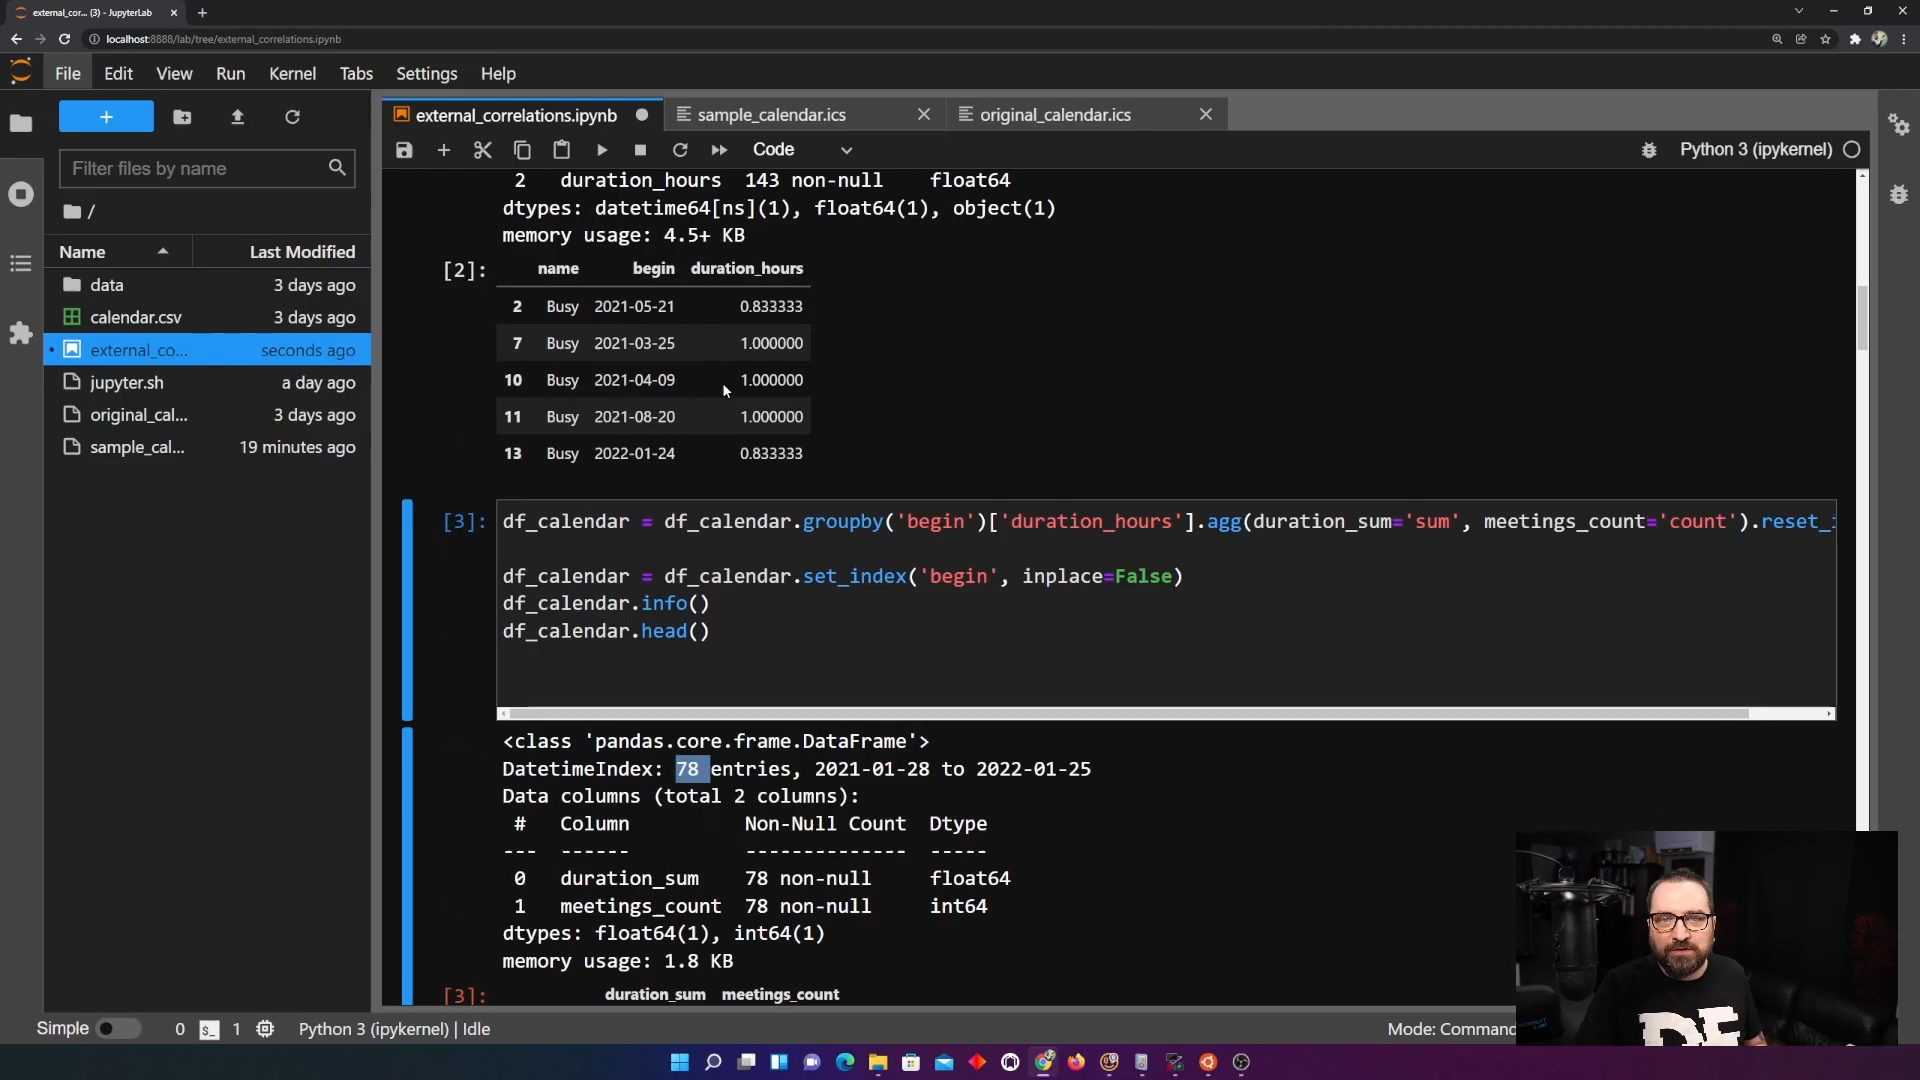 external_cor... (3) - JupyterLab
localhost:8888/lab/tree/external_correlations.ipynb
File Edit View Run Kernel Tabs Settings Help
external_correlations.ipynb
sample_calendar.ics
original_calendar.ics
Code
Python 3 (ipykernel)
Filter files by name
/
Name Last Modified
data 3 days ago
calendar.csv 3 days ago
external_co... seconds ago
jupyter.sh a day ago
original_cal... 3 days ago
sample_cal... 19 minutes ago
2 duration_hours 143 non-null float64
dtypes: datetime64[ns](1), float64(1), object(1)
memory usage: 4.5+ KB
[2]: name begin duration_hours
2 Busy 2021-05-21 0.833333
7 Busy 2021-03-25 1.000000
10 Busy 2021-04-09 1.000000
11 Busy 2021-08-20 1.000000
13 Busy 2022-01-24 0.833333
[3]: df_calendar = df_calendar.groupby('begin')['duration_hours'].agg(duration_sum='sum', meetings_count='count').reset_
df_calendar = df_calendar.set_index('begin', inplace=False)
df_calendar.info()
df_calendar.head()
<class 'pandas.core.frame.DataFrame'>
DatetimeIndex: 78 entries, 2021-01-28 to 2022-01-25
Data columns (total 2 columns):
# Column Non-Null Count Dtype
--- ------ -------------- -----
0 duration_sum 78 non-null float64
1 meetings_count 78 non-null int64
dtypes: float64(1), int64(1)
memory usage: 1.8 KB
[3]: duration_sum meetings_count
Simple 0 $_ 1 Python 3 (ipykernel) | Idle
Mode: Command